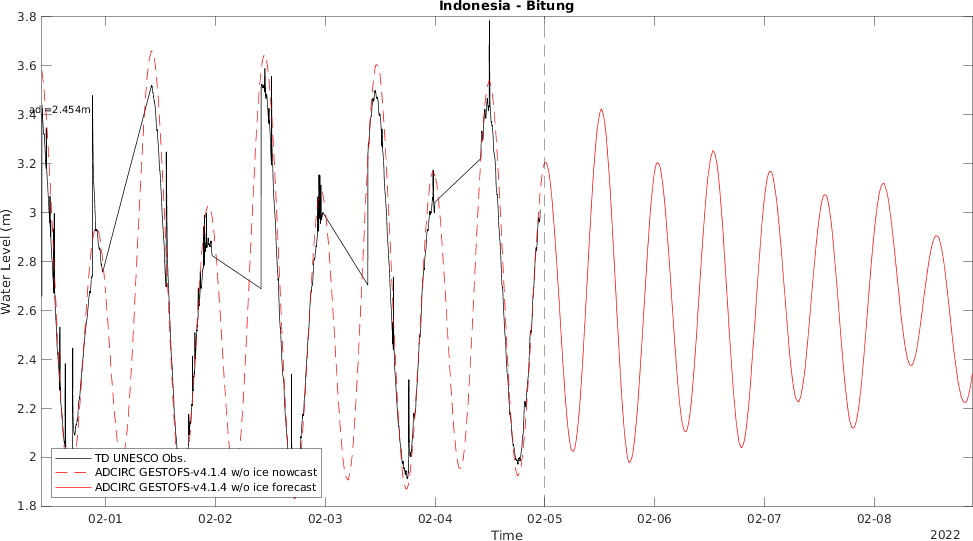 Indonesia - Bitung
3.8
3.6
3.4
3.2
3
2.8
2.6
2.4
2.2
2
1.8
Water Level (m)
adj=2.454m
TD UNESCO Obs.
ADCIRC GESTOFS-v4.1.4 w/o ice nowcast
ADCIRC GESTOFS-v4.1.4 w/o ice forecast
02-01
02-02
02-03
02-04
02-05
02-06
02-07
02-08
Time
2022